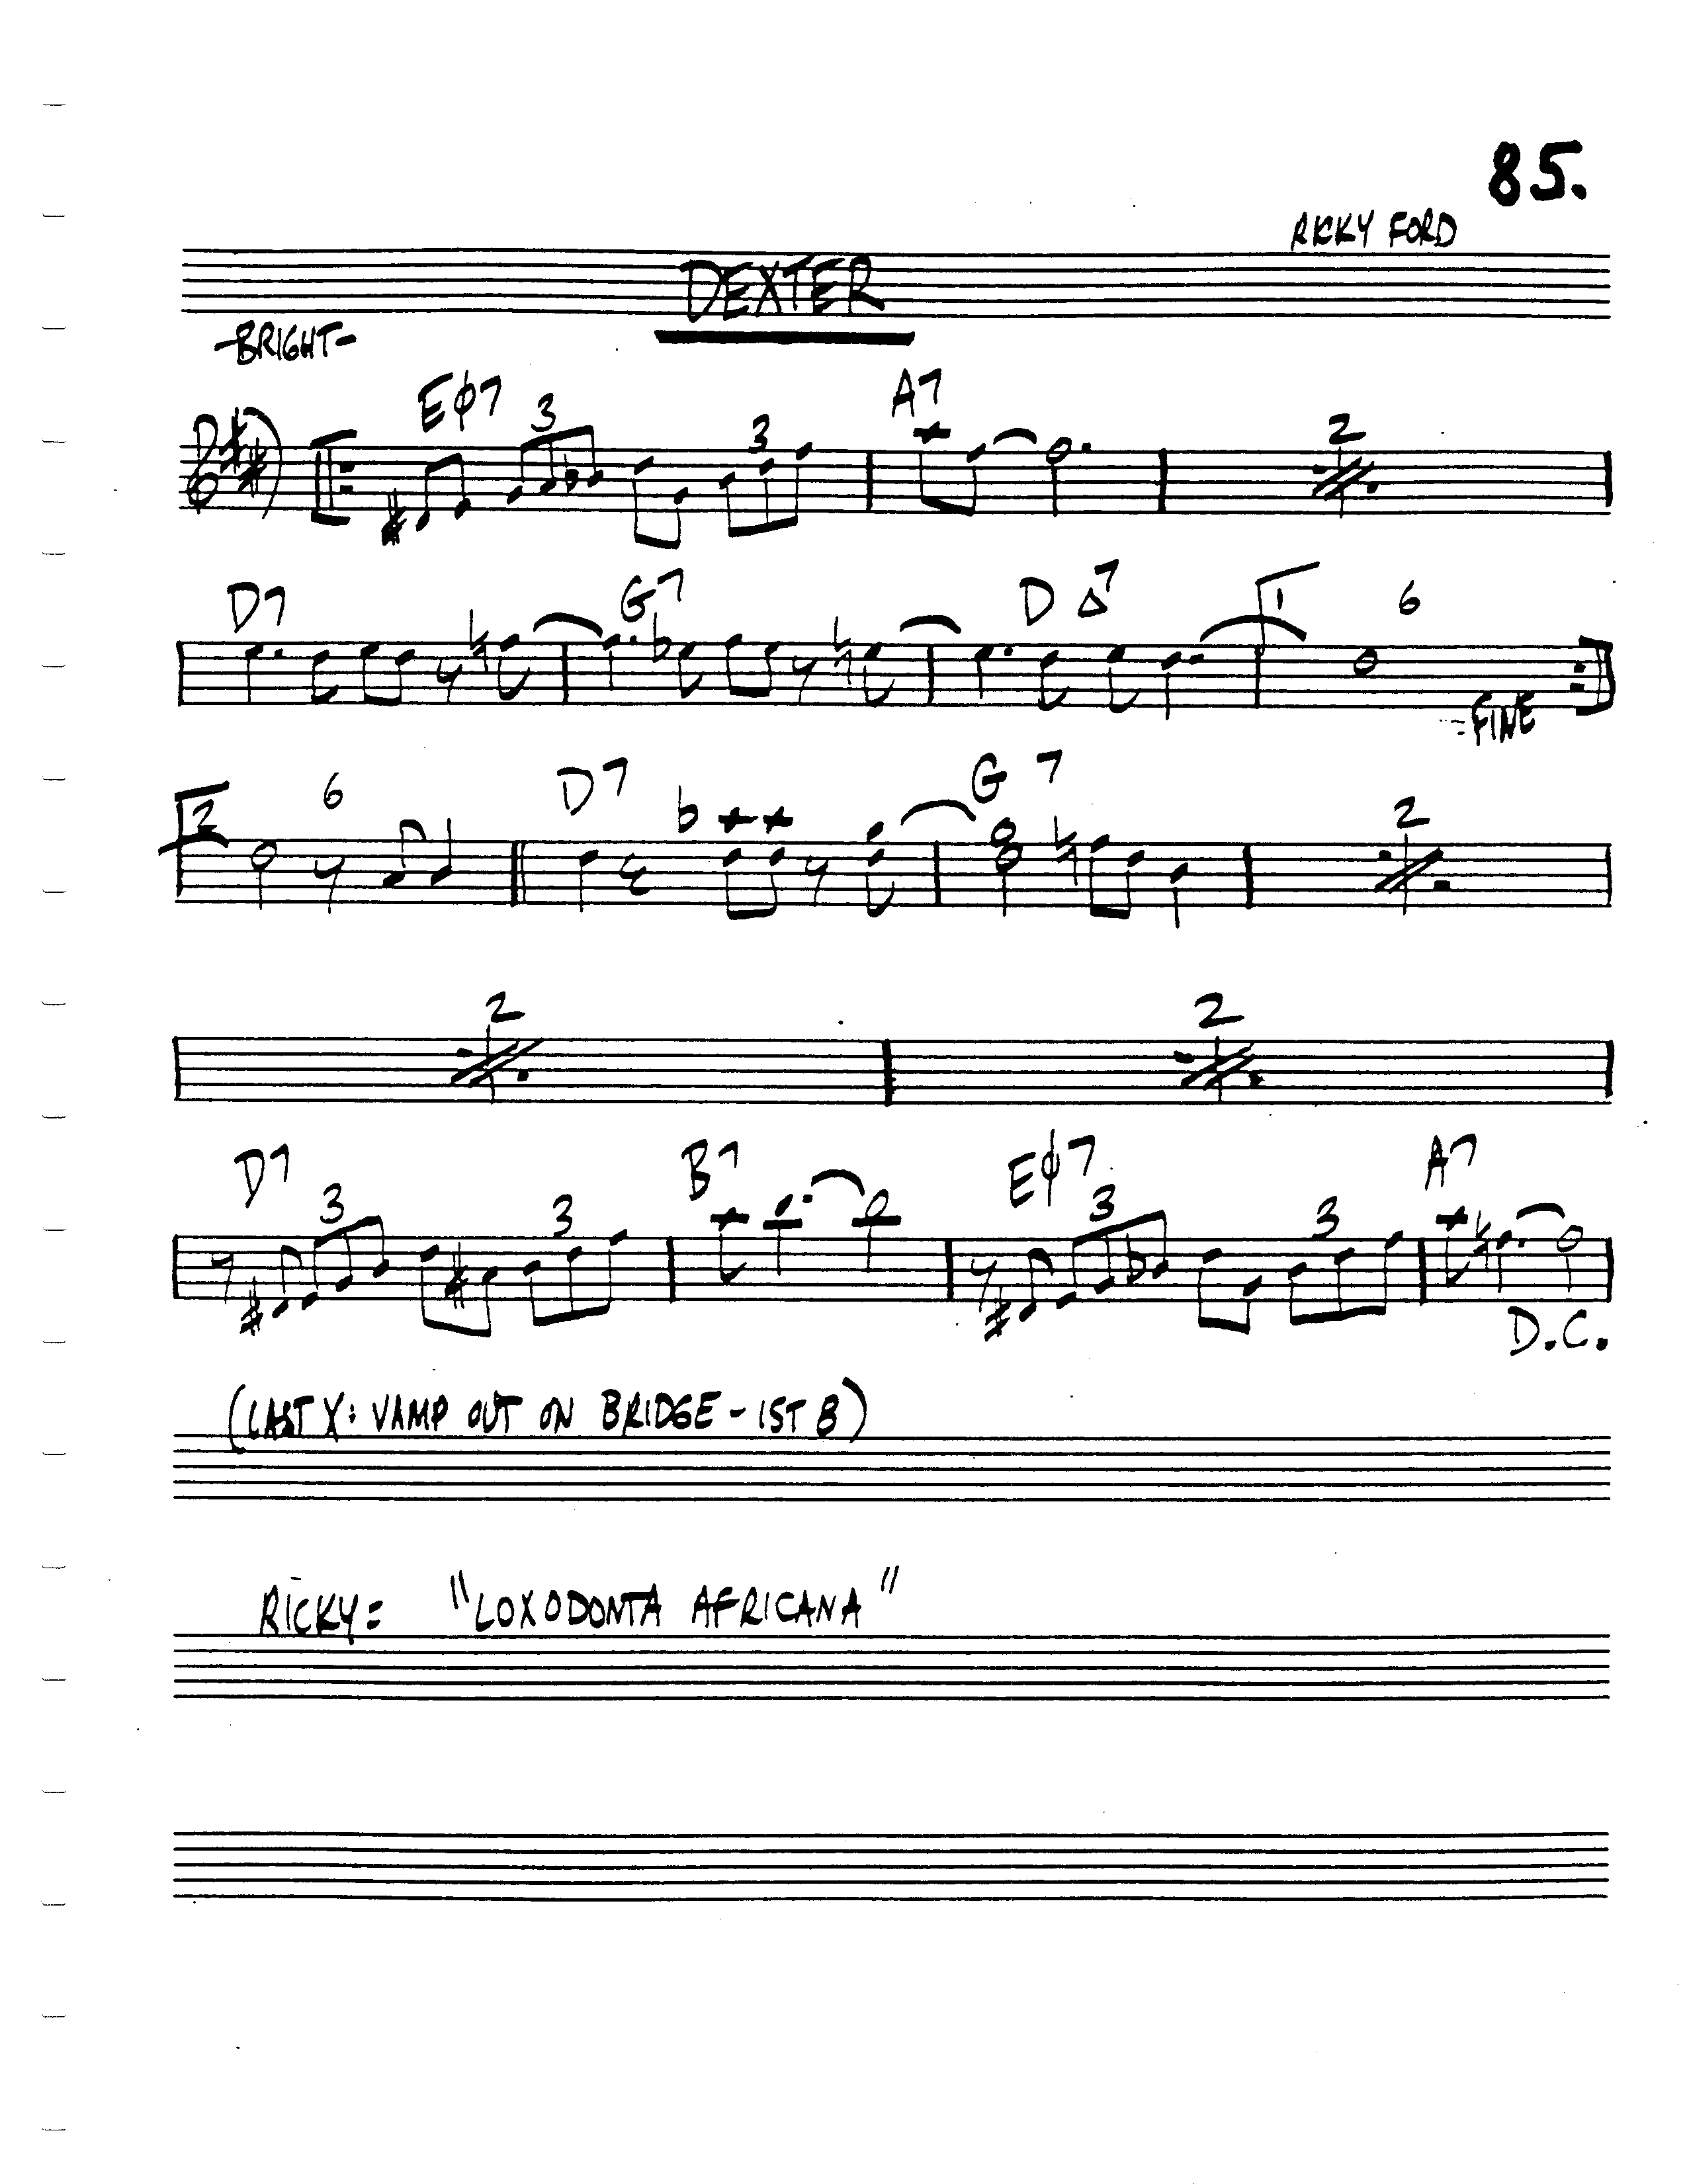 85.
RICKY FORD
DEXTER
-BRIGHT-
Eø7 3 3 A7 2
D7 G7 D Δ7 1 6
FINE
2 6 D7 G 7 2
2 2
D7 3 3 B7 Eø7 3 3 A7
D.C.
(LAST X: VAMP OUT ON BRIDGE - 1ST 8)
RICKY: "LOXODONTA AFRICANA"